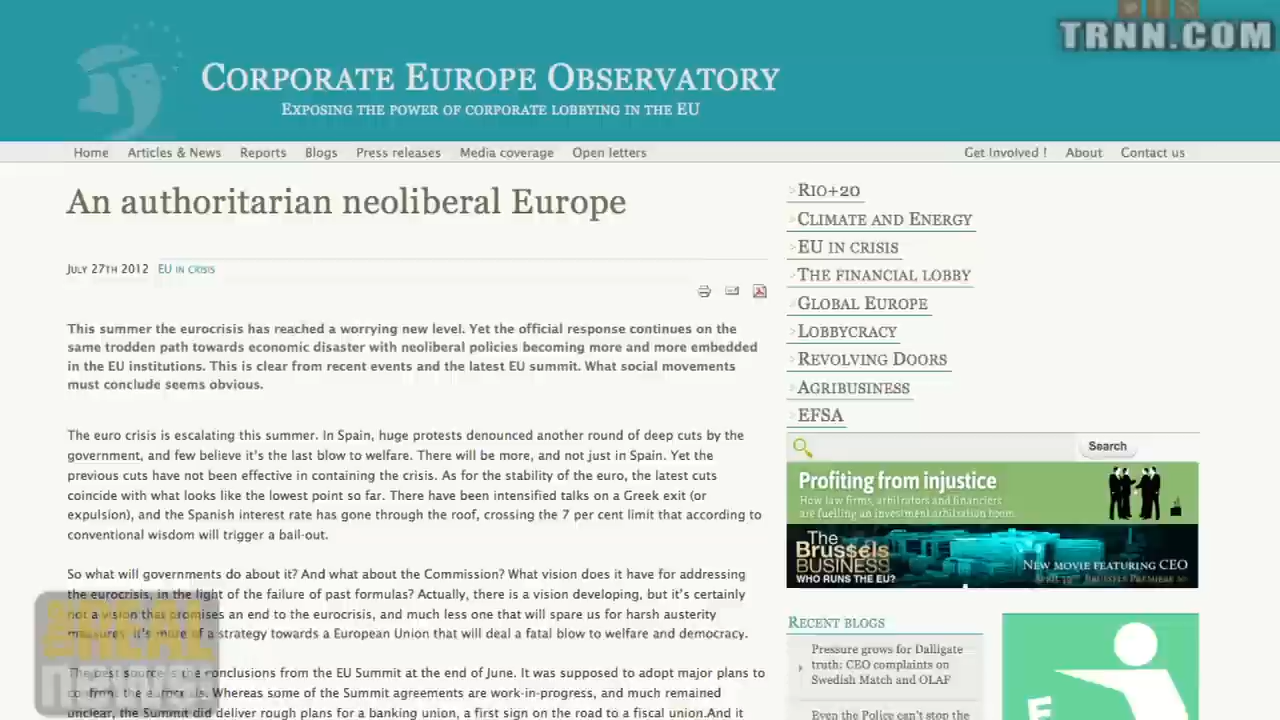 TRNN.COM
Corporate Europe Observatory
Exposing the power of corporate lobbying in the EU
Home Articles & News Reports Blogs Press releases Media coverage Open letters Get Involved ! About Contact us
An authoritarian neoliberal Europe
July 27th 2012 EU in crisis
This summer the eurocrisis has reached a worrying new level. Yet the official response continues on the
same trodden path towards economic disaster with neoliberal policies becoming more and more embedded
in the EU institutions. This is clear from recent events and the latest EU summit. What social movements
must conclude seems obvious.
The euro crisis is escalating this summer. In Spain, huge protests denounced another round of deep cuts by the
government, and few believe it's the last blow to welfare. There will be more, and not just in Spain. Yet the
previous cuts have not been effective in containing the crisis. As for the stability of the euro, the latest cuts
coincide with what looks like the lowest point so far. There have been intensified talks on a Greek exit (or
expulsion), and the Spanish interest rate has gone through the roof, crossing the 7 per cent limit that according to
conventional wisdom will trigger a bail-out.
So what will governments do about it? And what about the Commission? What vision does it have for addressing
the eurocrisis, in the light of the failure of past formulas? Actually, there is a vision developing, but it's certainly
not a vision that promises an end to the eurocrisis, and much less one that will spare us for harsh austerity
measures. It's more of a strategy towards a European Union that will deal a fatal blow to welfare and democracy.
The best source is the conclusions from the EU Summit at the end of June. It was supposed to adopt major plans to
confront the eurocrisis. Whereas some of the Summit agreements are work-in-progress, and much remained
unclear, the Summit did deliver rough plans for a banking union, a first sign on the road to a fiscal union.And it
the REAL
news
Rio+20
Climate and Energy
EU in crisis
The financial lobby
Global Europe
Lobbycracy
Revolving Doors
Agribusiness
EFSA
Search
Profiting from injustice
How law firms, arbitrators and financiers
are fuelling an investment arbitration boom
The
Brussels
BUSINESS
WHO RUNS THE EU?
New movie featuring CEO
April 19
Brussels Premiere
Recent blogs
Pressure grows for Dalligate
truth: CEO complaints on
Swedish Match and OLAF
Even the Police can't stop the